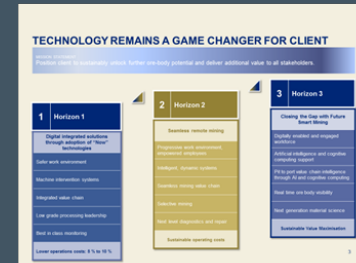 TECHNOLOGY REMAINS A GAME CHANGER FOR CLIENT
Position client to sustainably unlock further ore-body potential and deliver additional value to all stakeholders.
1 Horizon 1
Digital integrated solutions
through adoption of "New"
technologies
Safer work environment
Machine intervention systems
Integrated value chain
Low grade processing leadership
Best in class monitoring
Lower operations costs: 5 % to 10 %
2 Horizon 2
Seamless remote mining
Progressive work environment,
empowered employees
Intelligent, dynamic systems
Seamless mining value chain
Selective mining
Next level diagnostics and repair
Sustainable operating costs
3 Horizon 3
Closing the Gap with Future
Smart Mining
Digitally enabled and engaged
workforce
Artificial intelligence and cognitive
computing support
Pit to port value chain intelligence
through AI and cognitive computing
Real time ore body visibility
Next generation material science
Sustainable Value Maximisation